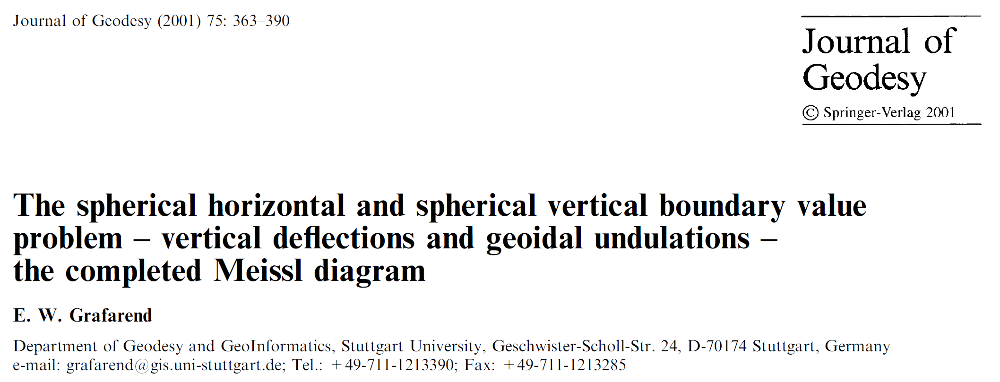 Journal of Geodesy (2001) 75: 363–390
Journal of
Geodesy
© Springer-Verlag 2001
The spherical horizontal and spherical vertical boundary value
problem – vertical deflections and geoidal undulations –
the completed Meissl diagram
E. W. Grafarend
Department of Geodesy and GeoInformatics, Stuttgart University, Geschwister-Scholl-Str. 24, D-70174 Stuttgart, Germany
e-mail: grafarend@gis.uni-stuttgart.de; Tel.: +49-711-1213390; Fax: +49-711-1213285